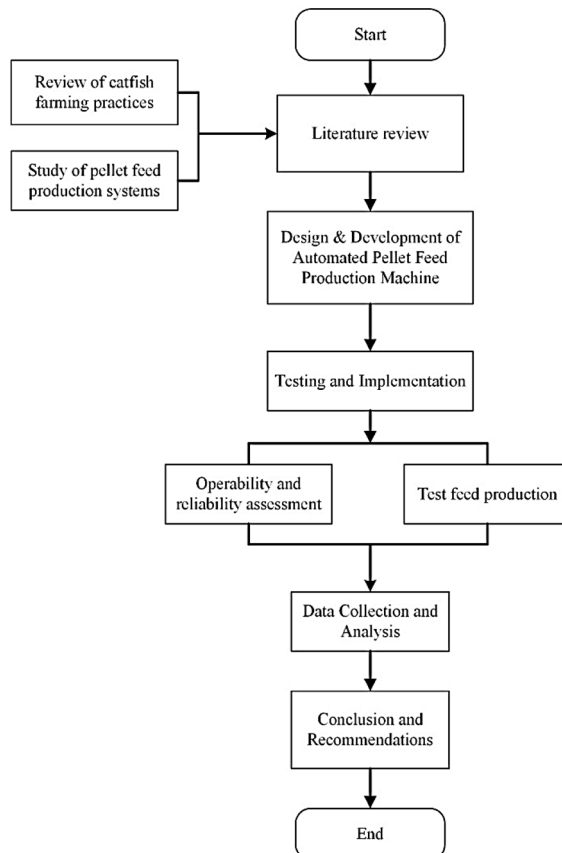 Start
Review of catfish
farming practices
Literature review
Study of pellet feed
production systems
Design & Development of
Automated Pellet Feed
Production Machine
Testing and Implementation
Operability and
reliability assessment
Test feed production
Data Collection and
Analysis
Conclusion and
Recommendations
End